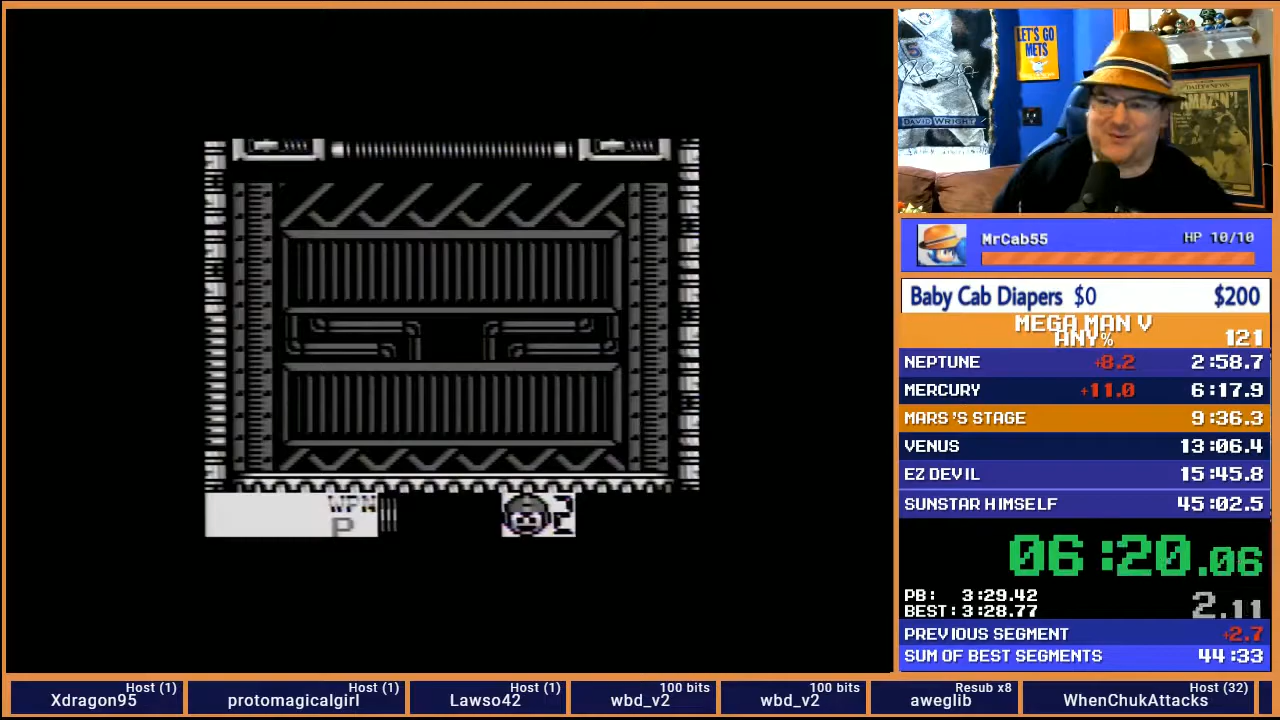 LET'S GO
METS
AMAZIN'!
DAVID WRIGHT
MrCab55 HP 10/10
Baby Cab Diapers $0 $200
MEGA MAN V
ANY% 121
NEPTUNE +8.2 2:58.7
MERCURY +11.0 6:17.9
MARS'S STAGE 9:36.3
VENUS 13:06.4
EZ DEVIL 15:45.8
SUNSTAR HIMSELF 45:02.5
06:20.06
PB: 3:29.42
BEST: 3:28.77 2.11
PREVIOUS SEGMENT +2.7
SUM OF BEST SEGMENTS 44:33
WPN
P
Host (1) Host (1) Host (1) 100 bits 100 bits Resub x8 Host (32)
Xdragon95 protomagicalgirl Lawso42 wbd_v2 wbd_v2 aweglib WhenChukAttacks